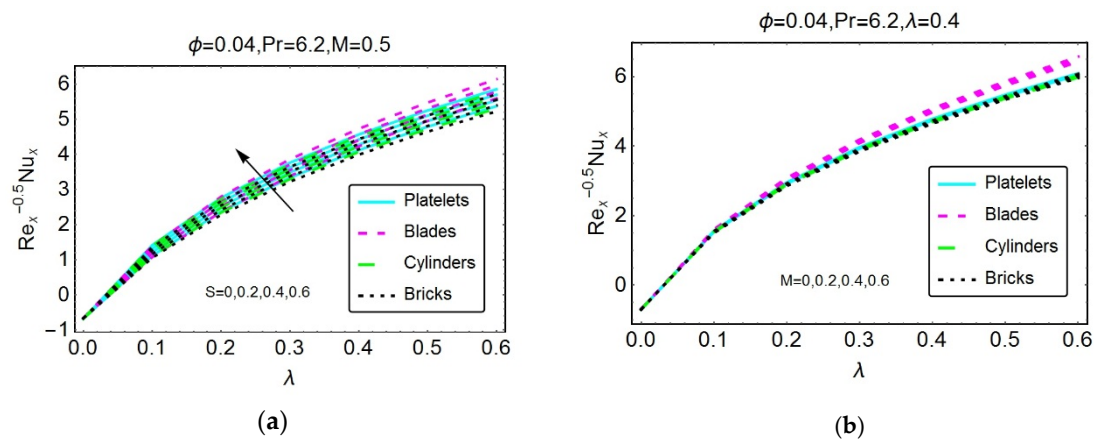 ϕ=0.04,Pr=6.2,M=0.5
Re_x^{-0.5}Nu_x
6
5
4
3
2
1
0
−1
Platelets
Blades
Cylinders
Bricks
S=0,0.2,0.4,0.6
0.0 0.1 0.2 0.3 0.4 0.5 0.6
λ
(a)
ϕ=0.04,Pr=6.2,λ=0.4
Re_x^{-0.5}Nu_x
6
4
2
0
Platelets
Blades
Cylinders
Bricks
M=0,0.2,0.4,0.6
0.0 0.1 0.2 0.3 0.4 0.5 0.6
λ
(b)